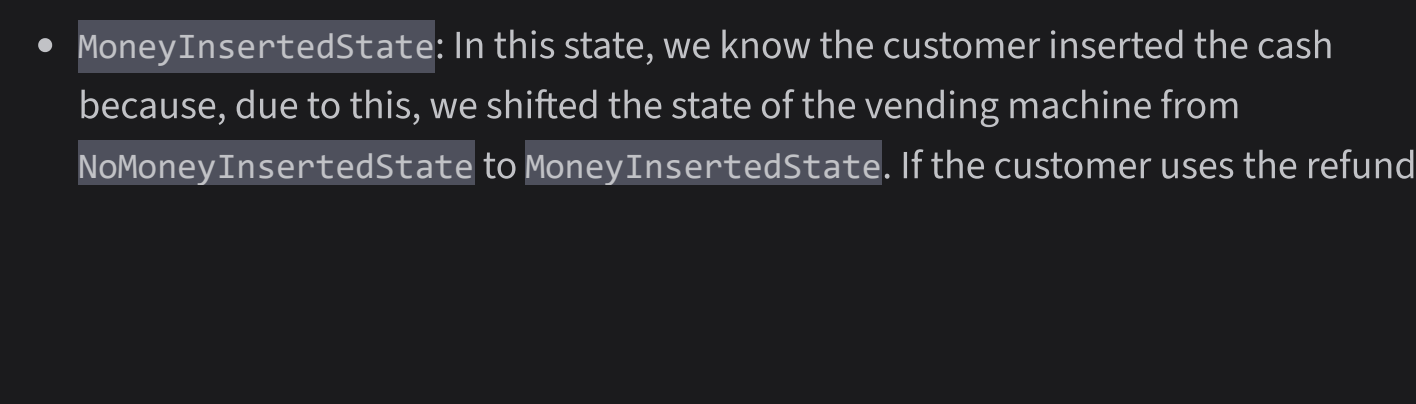 MoneyInsertedState: In this state, we know the customer inserted the cash
because, due to this, we shifted the state of the vending machine from
NoMoneyInsertedState to MoneyInsertedState. If the customer uses the refund